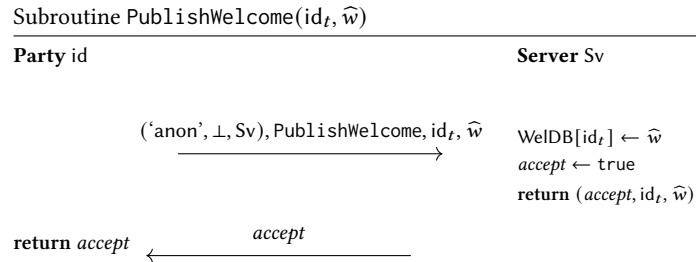 Subroutine PublishWelcome(id_t, ŵ)
Party id Server Sv
(‘anon’, ⊥, Sv), PublishWelcome, id_t, ŵ
WelDB[id_t] ← ŵ
accept ← true
return (accept, id_t, ŵ)
accept
return accept